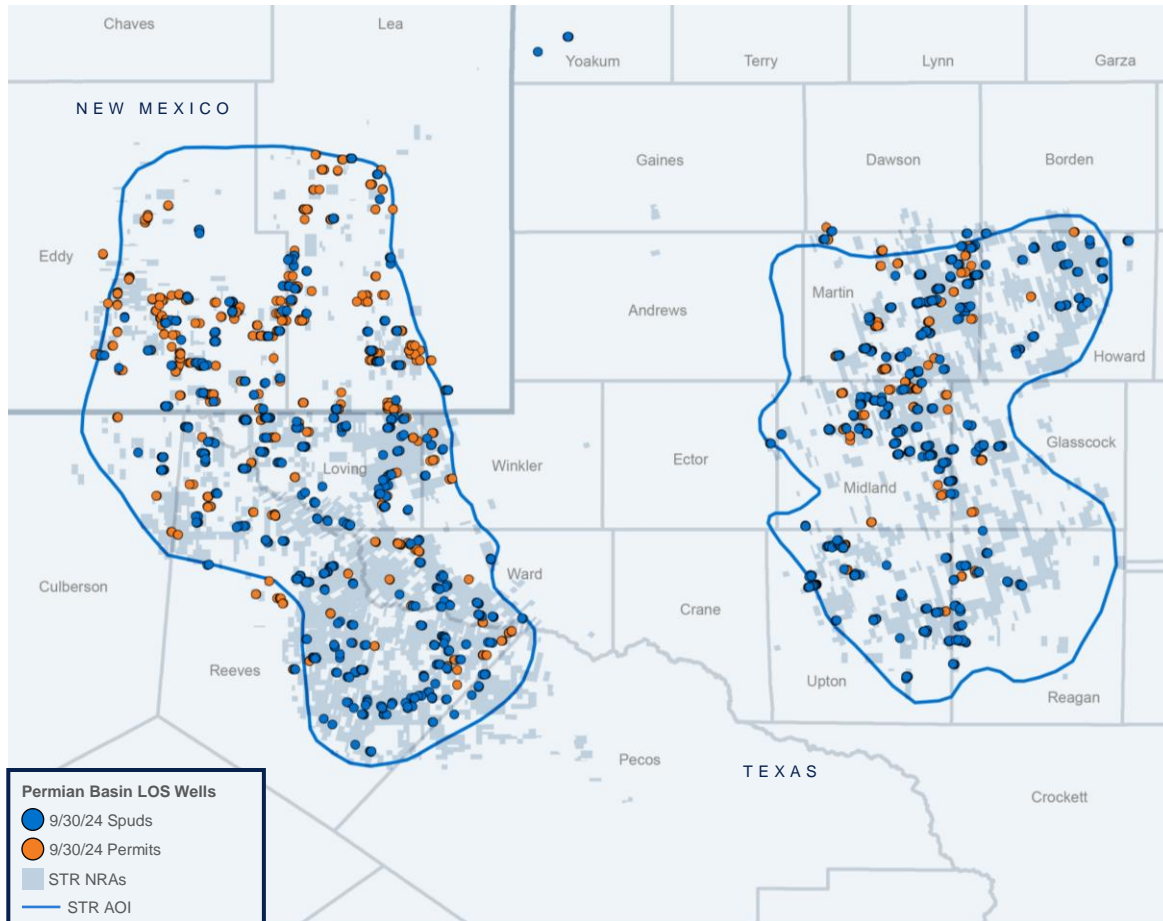 Chaves
Lea
Yoakum
Terry
Lynn
Garza
NEW MEXICO
Gaines
Dawson
Borden
Eddy
Andrews
Martin
Howard
Loving
Winkler
Ector
Midland
Glasscock
Culberson
Ward
Crane
Reeves
Upton
Reagan
Pecos
TEXAS
Crockett
Permian Basin LOS Wells
9/30/24 Spuds
9/30/24 Permits
STR NRAs
STR AOI